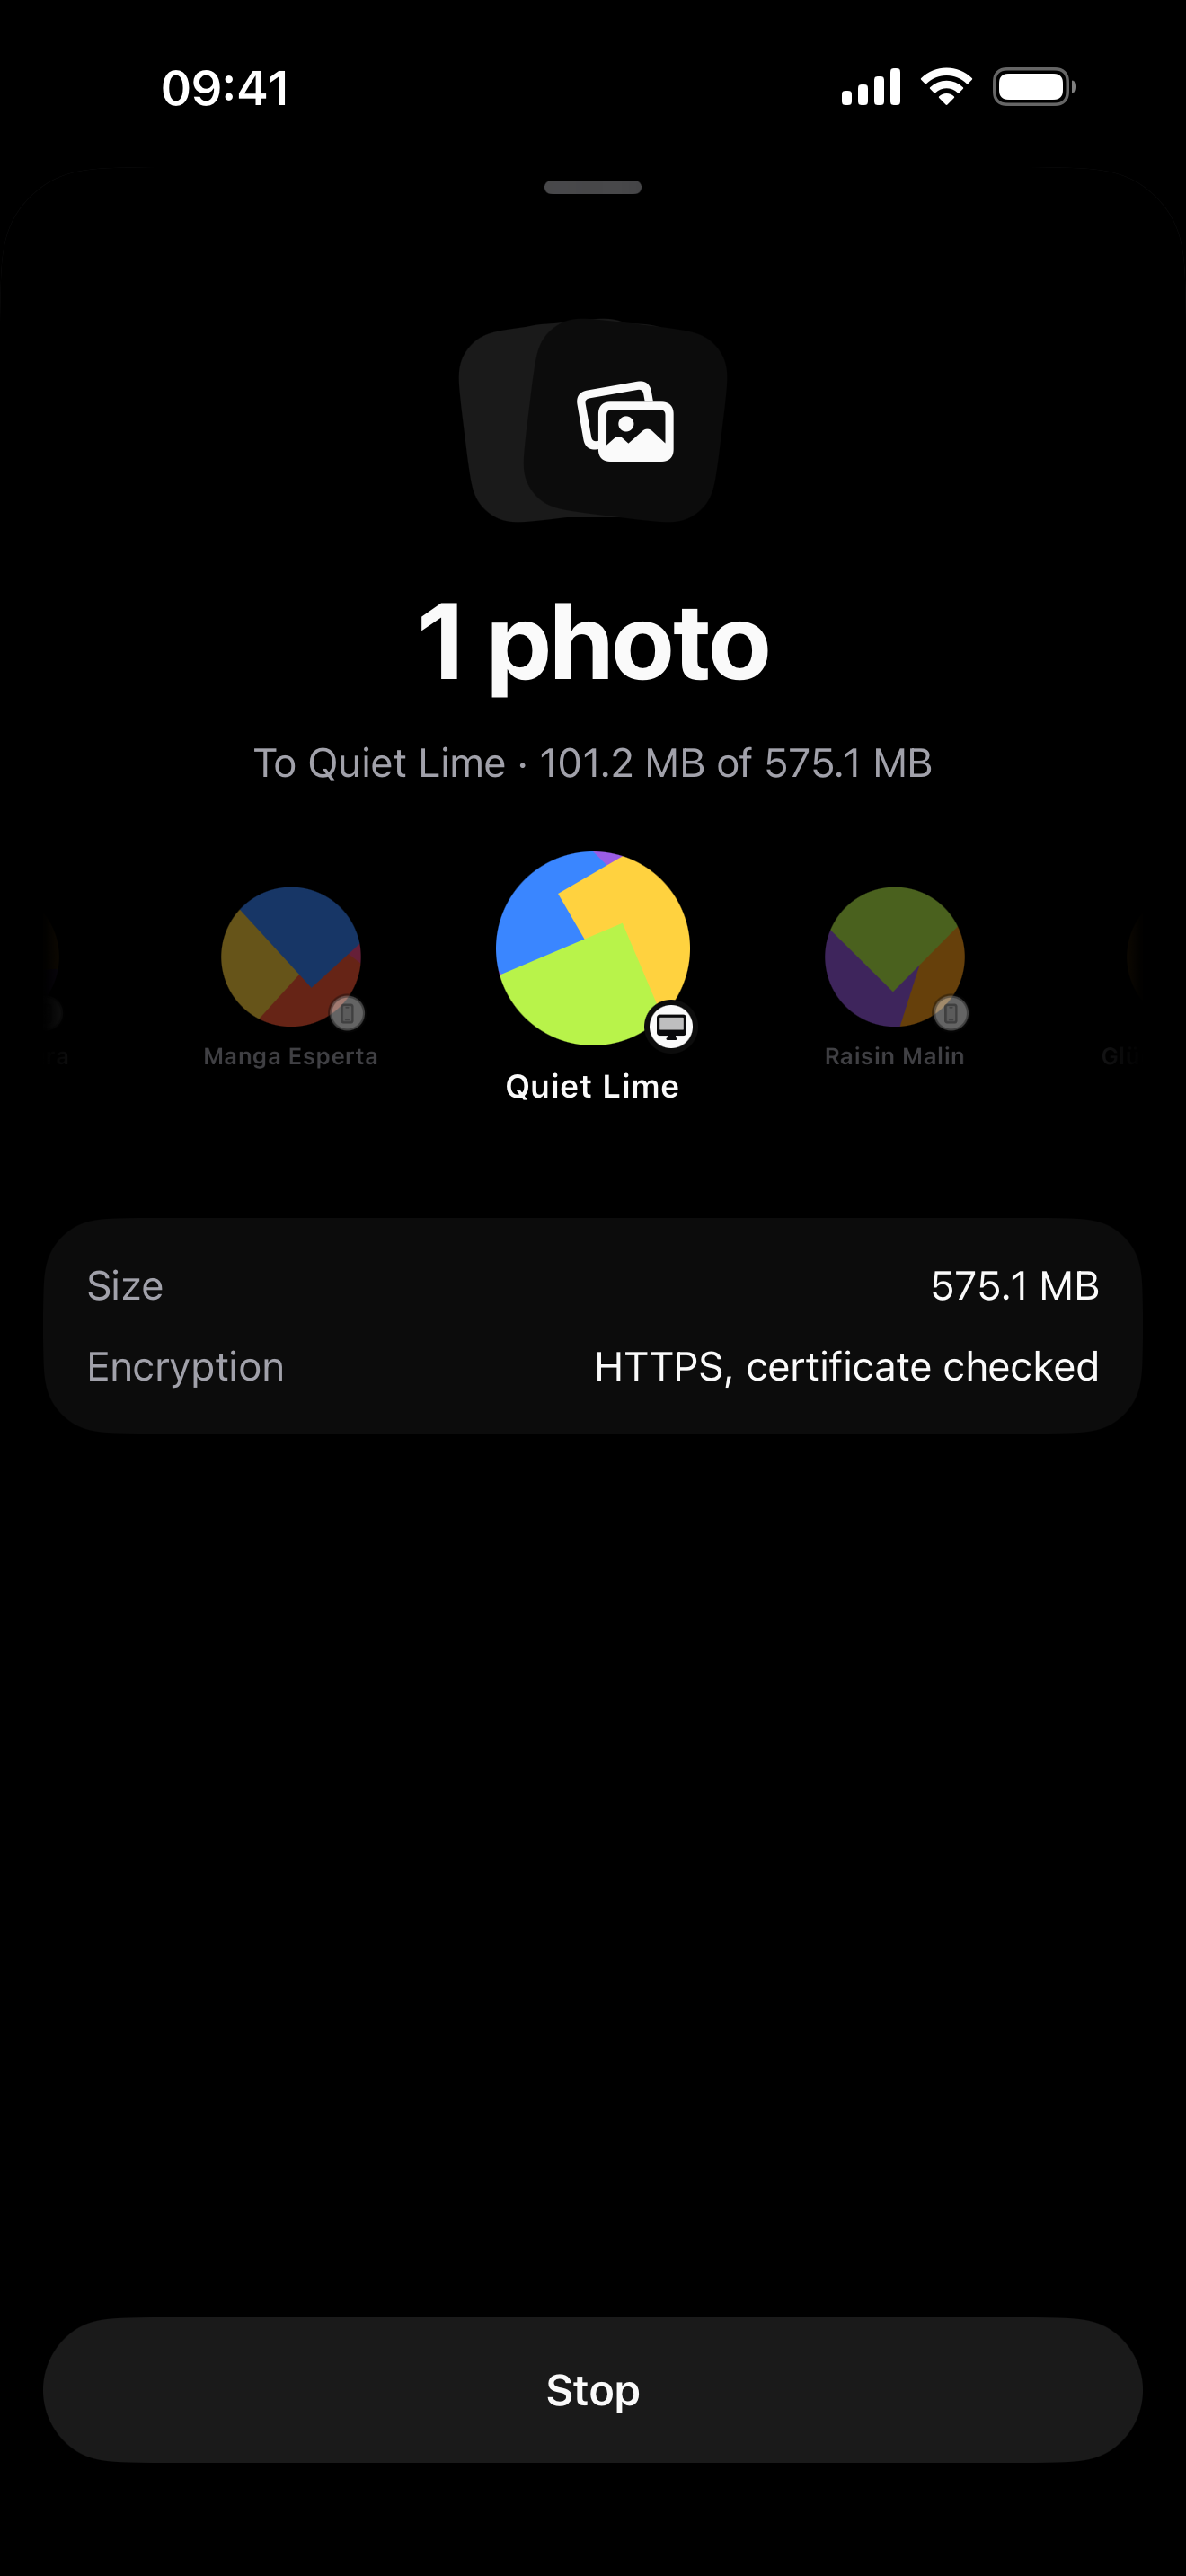 09:41
1 photo
To Quiet Lime · 101.2 MB of 575.1 MB
Manga Esperta
Quiet Lime
Raisin Malin
Size 575.1 MB
Encryption HTTPS, certificate checked
Stop